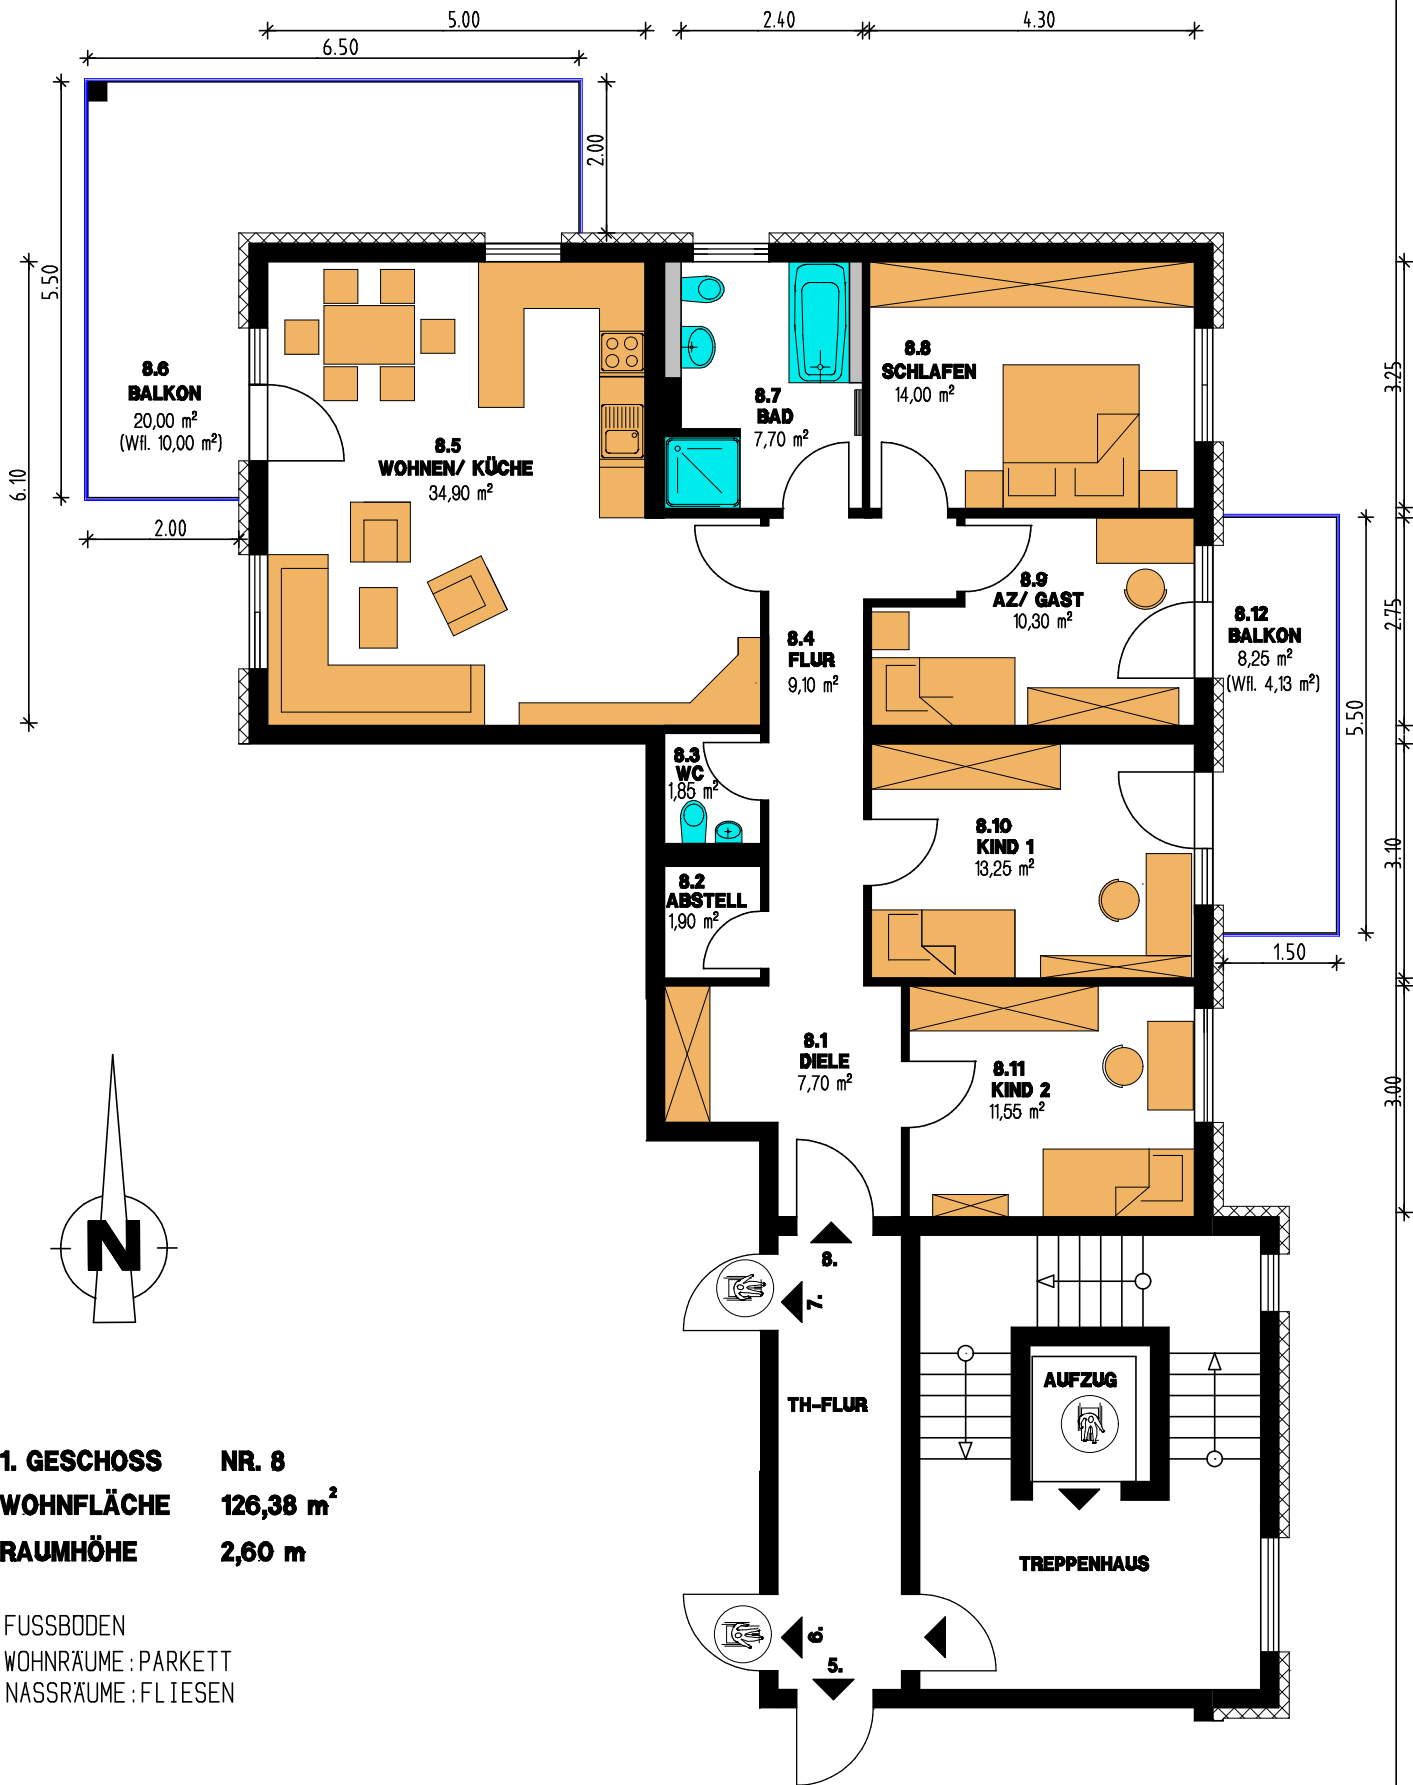 5.00
2.40
4.30
6.50
2.00
5.50
8.6
BALKON
20,00 m²
(Wfl. 10,00 m²)
8.5
WOHNEN/ KÜCHE
34,90 m²
8.7
BAD
7,70 m²
8.8
SCHLAFEN
14,00 m²
3.25
6.10
2.00
8.9
AZ/ GAST
10,30 m²
8.12
BALKON
8,25 m²
(Wfl. 4,13 m²)
2.75
8.4
FLUR
9,10 m²
5.50
8.3
WC
1,85 m²
8.10
KIND 1
13,25 m²
3.10
8.2
ABSTELL
1,90 m²
1.50
8.1
DIELE
7,70 m²
8.11
KIND 2
11,55 m²
3.00
N
8.
7.
AUFZUG
TH-FLUR
1. GESCHOSS NR. 8
WOHNFLÄCHE 126,38 m²
RAUMHÖHE 2,60 m
TREPPENHAUS
FUSSBÖDEN
WOHNRÄUME:PARKETT
NASSRÄUME:FLIESEN
6.
5.